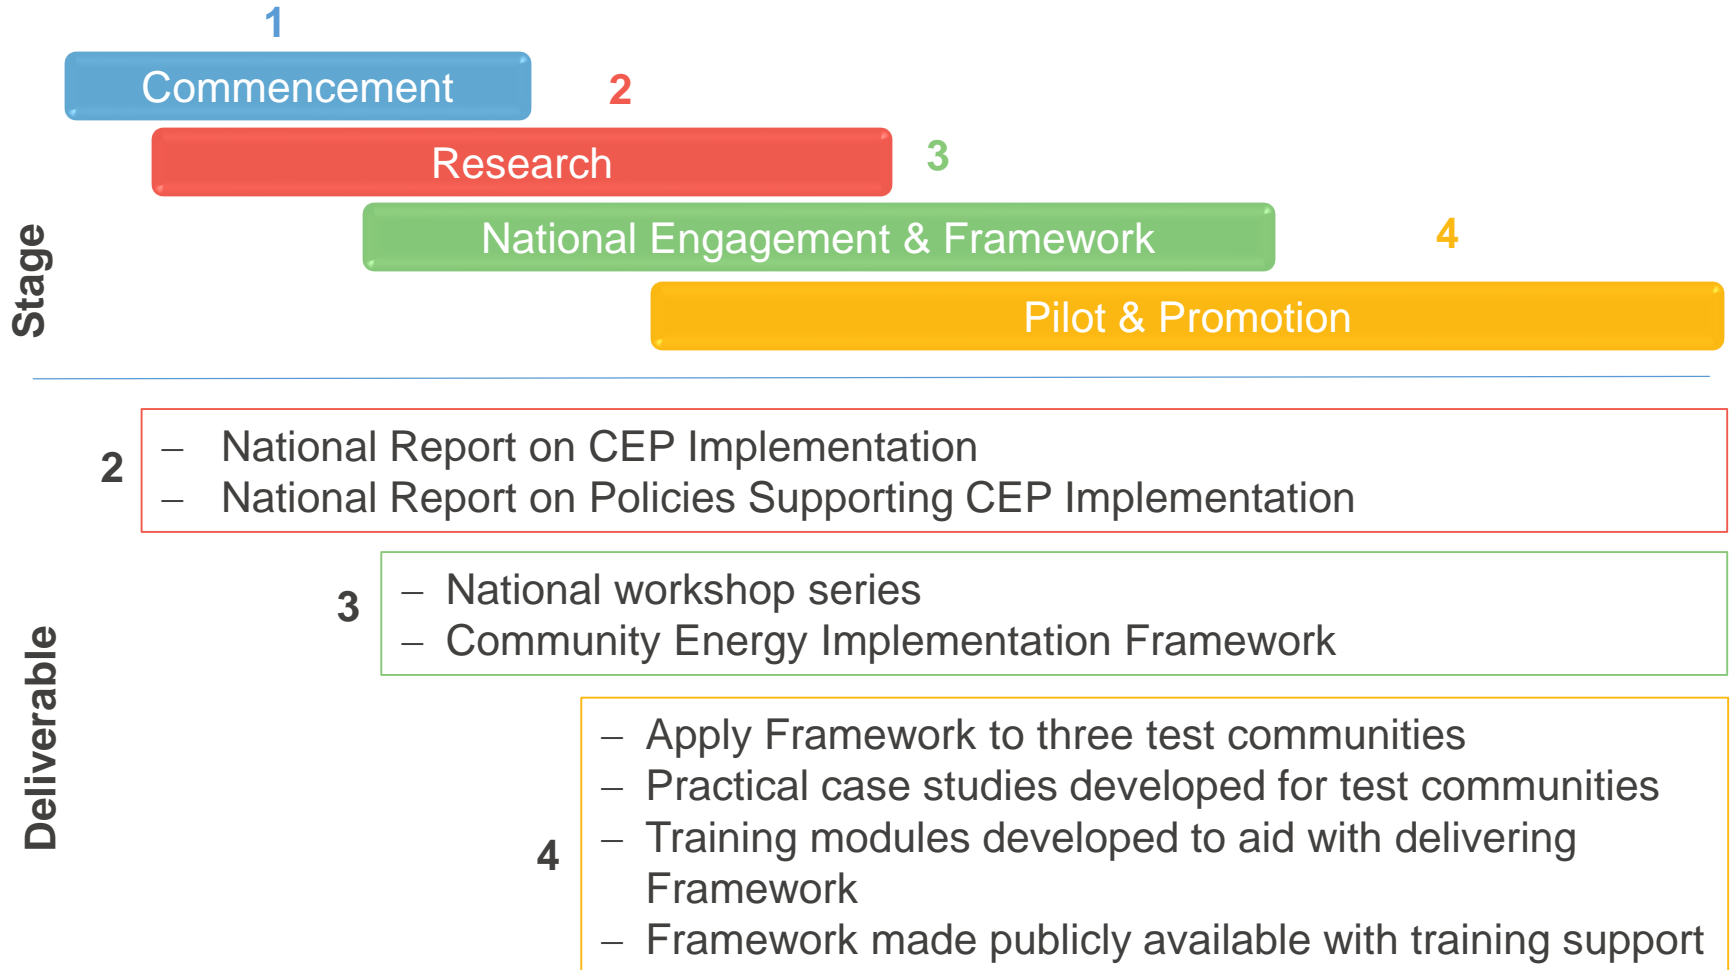 1
Commencement
2
Research
3
National Engagement & Framework
4
Pilot & Promotion
Stage
2
– National Report on CEP Implementation
– National Report on Policies Supporting CEP Implementation
3
– National workshop series
– Community Energy Implementation Framework
Deliverable
4
– Apply Framework to three test communities
– Practical case studies developed for test communities
– Training modules developed to aid with delivering
Framework
– Framework made publicly available with training support